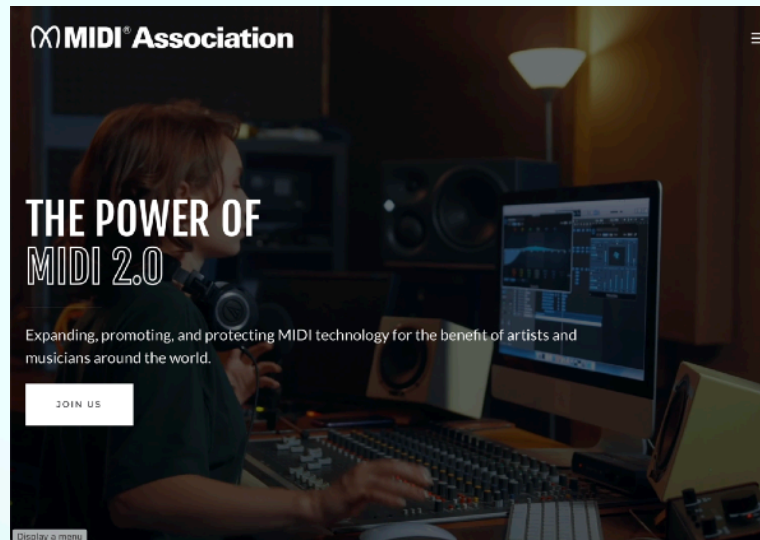 MIDI® Association
THE POWER OF
MIDI 2.0
Expanding, promoting, and protecting MIDI technology for the benefit of artists and
musicians around the world.
JOIN US
Display a menu